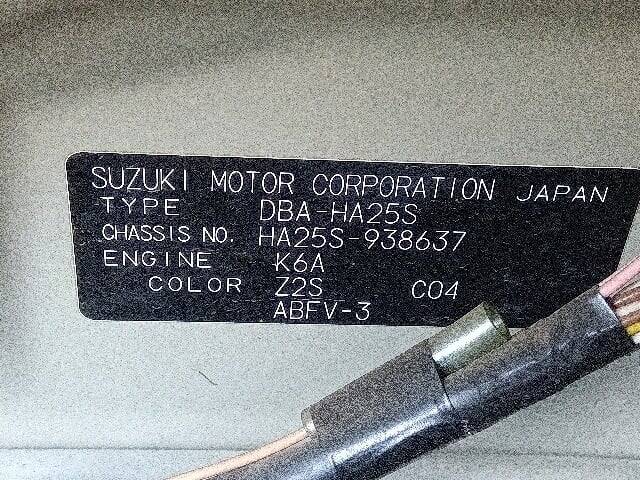 SUZUKI MOTOR CORPORATION JAPAN
TYPE DBA-HA25S
CHASSIS NO. HA25S-938637
ENGINE K6A
COLOR Z2S C04
ABFV-3